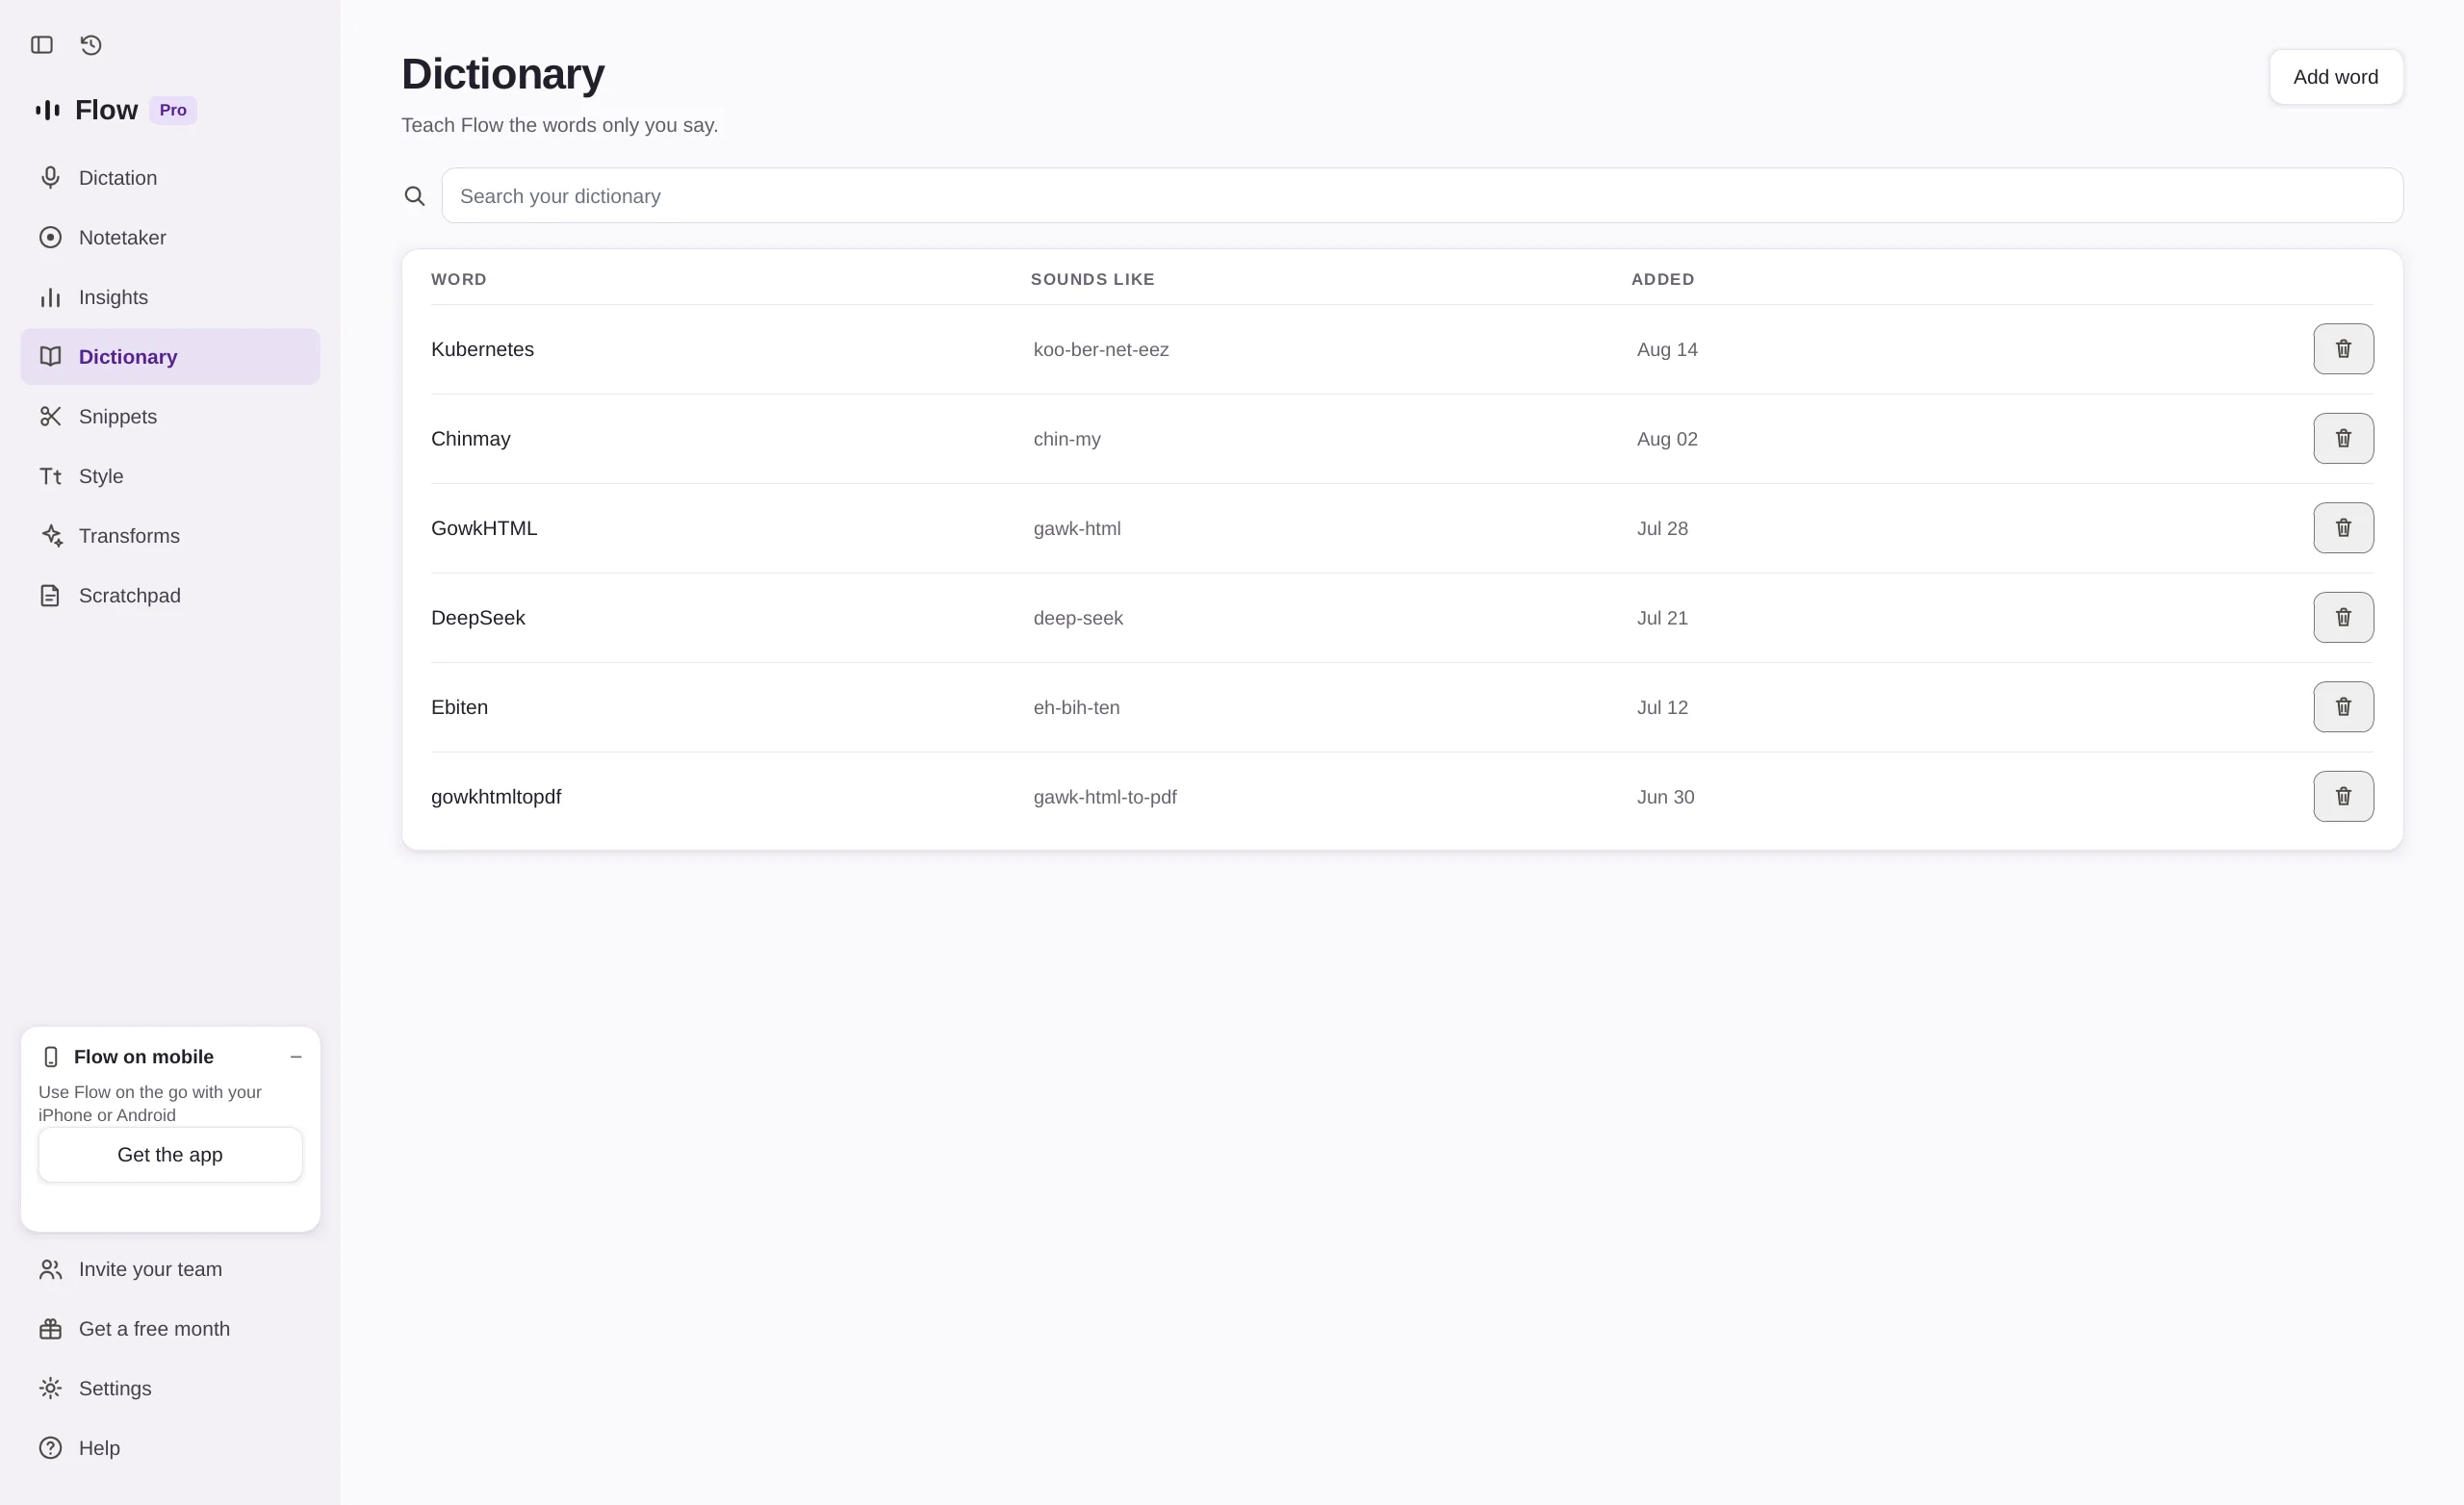 Flow Pro
Dictation
Notetaker
Insights
Dictionary
Snippets
Style
Transforms
Scratchpad
Flow on mobile
Use Flow on the go with your
iPhone or Android
Get the app
Invite your team
Get a free month
Settings
Help
Dictionary
Add word
Teach Flow the words only you say.
Search your dictionary
WORD SOUNDS LIKE ADDED
Kubernetes koo-ber-net-eez Aug 14
Chinmay chin-my Aug 02
GowkHTML gawk-html Jul 28
DeepSeek deep-seek Jul 21
Ebiten eh-bih-ten Jul 12
gowkhtmltopdf gawk-html-to-pdf Jun 30